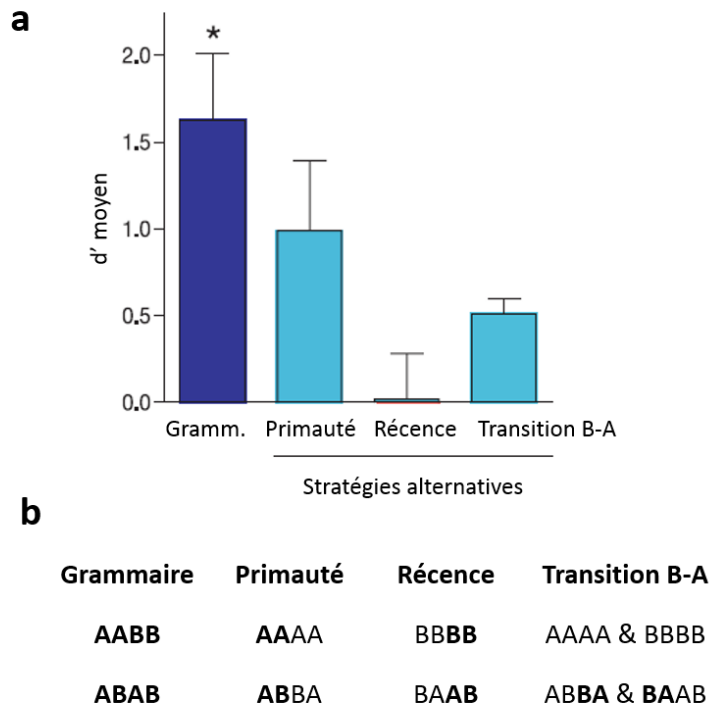 a
*
2.0
1.5
1.0
0.5
0.0
d’ moyen
Gramm. Primauté Récence Transition B-A
Stratégies alternatives
b
Grammaire Primauté Récence Transition B-A
AABB AAAA BBBB AAAA & BBBB
ABAB ABBA BAAB ABBA & BAAB